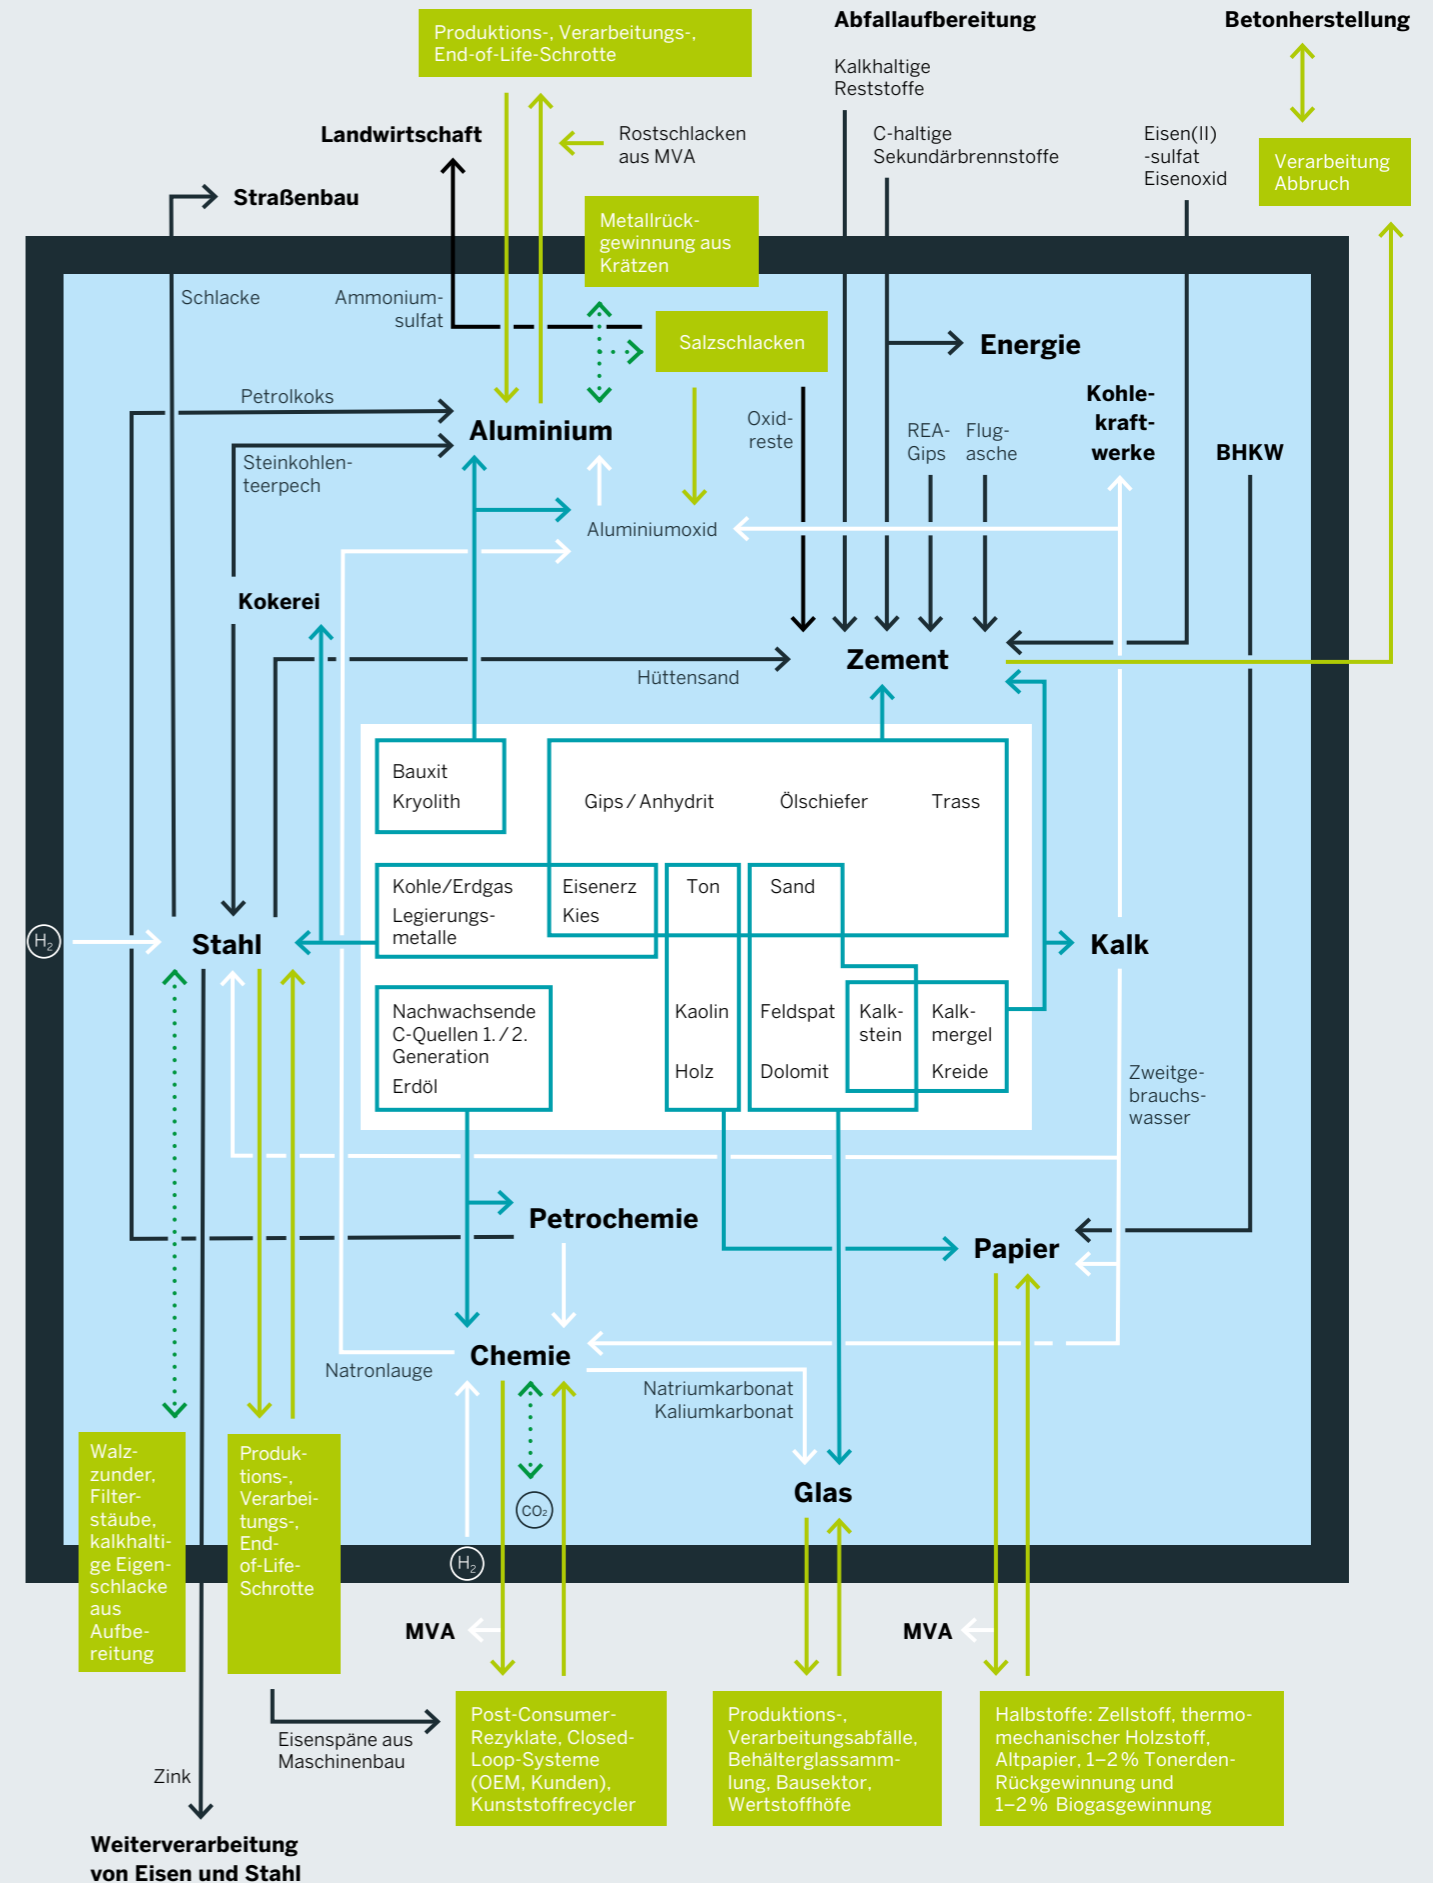 Produktions-, Verarbeitungs-,
End-of-Life-Schrotte
Abfallaufbereitung
Betonherstellung
Kalkhaltige
Reststoffe
Landwirtschaft
Rostschlacken
aus MVA
C-haltige
Sekundärbrennstoffe
Eisen(II)
-sulfat
Eisenoxid
Verarbeitung
Abbruch
Straßenbau
Metallrück-
gewinnung aus
Krätzen
Schlacke
Ammonium-
sulfat
Salzschlacken
Energie
Petrolkoks
Aluminium
Oxid-
reste
REA-
Gips
Flug-
asche
Kohle-
kraft-
werke
BHKW
Steinkohlen-
teerpech
Aluminiumoxid
Kokerei
Zement
Hüttensand
Bauxit
Kryolith
Gips / Anhydrit
Ölschiefer
Trass
Kohle/Erdgas
Legierungs-
metalle
Eisenerz
Kies
Ton
Sand
H2
Stahl
Kalk
Nachwachsende
C-Quellen 1. / 2.
Generation
Erdöl
Kaolin
Holz
Feldspat
Dolomit
Kalk-
stein
Kalk-
mergel
Kreide
Zweitge-
brauchs-
wasser
Petrochemie
Papier
Chemie
Natronlauge
Natriumkarbonat
Kaliumkarbonat
Walz-
zunder,
Filter-
stäube,
kalkhalti-
ge Eigen-
schlacke
aus
Aufbe-
reitung
Produk-
tions-,
Verarbei-
tungs-,
End-
of-Life-
Schrotte
CO2
Glas
H2
MVA
MVA
Eisenspäne aus
Maschinenbau
Post-Consumer-
Rezyklate, Closed-
Loop-Systeme
(OEM, Kunden),
Kunststoffrecycler
Produktions-,
Verarbeitungsabfälle,
Behälterglassamm-
lung, Bausektor,
Wertstoffhöfe
Halbstoffe: Zellstoff, thermo-
mechanischer Holzstoff,
Altpapier, 1–2 % Tonerden-
Rückgewinnung und
1–2 % Biogasgewinnung
Zink
Weiterverarbeitung
von Eisen und Stahl